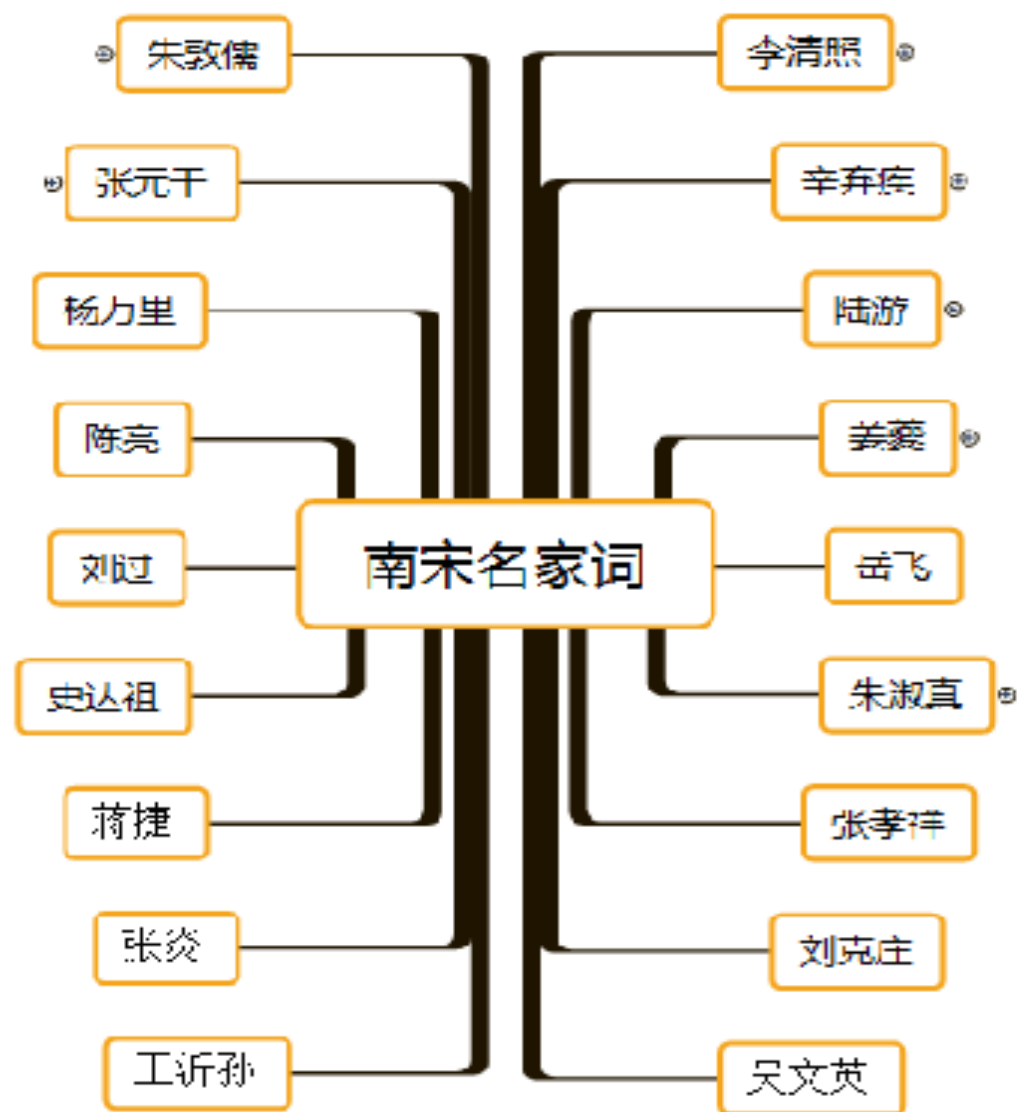 南宋名家词
李清照
辛弃疾
陆游
姜夔
岳飞
朱淑真
张孝祥
刘克庄
吴文英
朱敦儒
张元干
杨万里
陈亮
刘过
史达祖
蒋捷
张炎
王沂孙